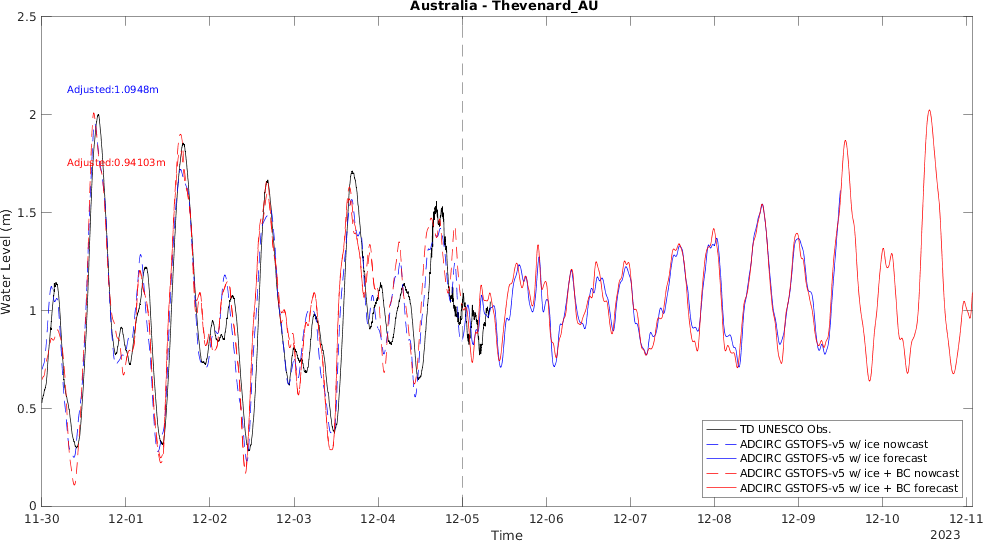 Australia - Thevenard_AU
2.5
2
1.5
1
0.5
0
Water Level (m)
Adjusted:1.0948m
Adjusted:0.94103m
TD UNESCO Obs.
ADCIRC GSTOFS-v5 w/ ice nowcast
ADCIRC GSTOFS-v5 w/ ice forecast
ADCIRC GSTOFS-v5 w/ ice + BC nowcast
ADCIRC GSTOFS-v5 w/ ice + BC forecast
11-30 12-01 12-02 12-03 12-04 12-05 12-06 12-07 12-08 12-09 12-10 12-11
Time
2023